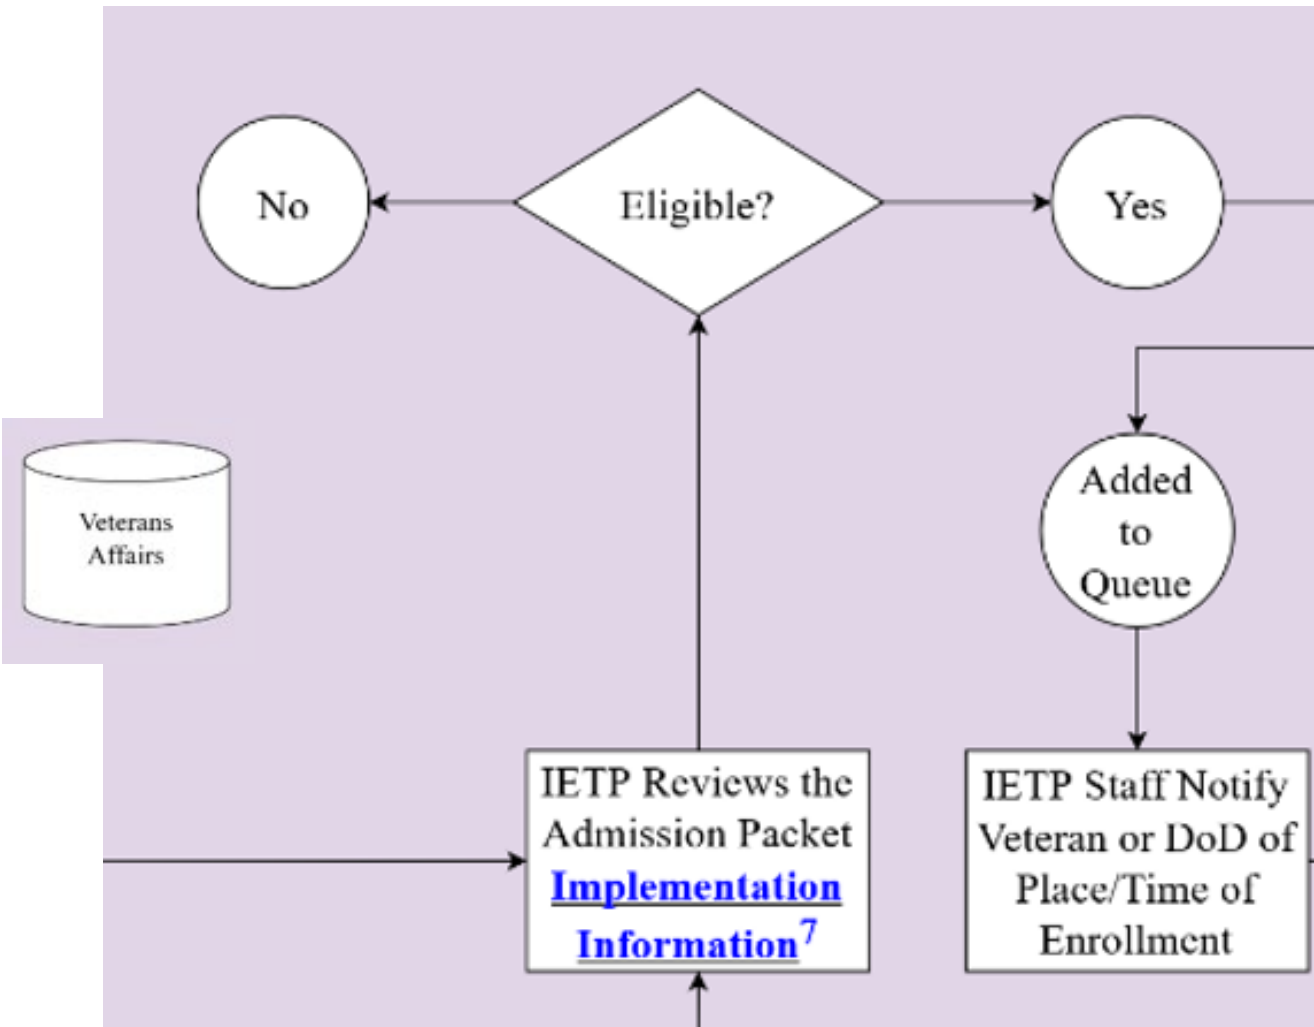 No
Eligible?
Yes
Veterans
Affairs
Added
to
Queue
IETP Reviews the
Admission Packet
Implementation
Information7
IETP Staff Notify
Veteran or DoD of
Place/Time of
Enrollment